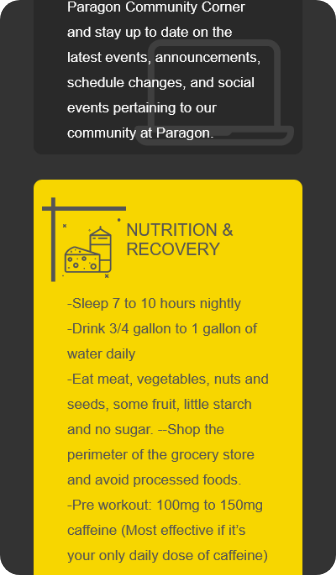 Paragon Community Corner
and stay up to date on the
latest events, announcements,
schedule changes, and social
events pertaining to our
community at Paragon.
NUTRITION &
RECOVERY
-Sleep 7 to 10 hours nightly
-Drink 3/4 gallon to 1 gallon of
water daily
-Eat meat, vegetables, nuts and
seeds, some fruit, little starch
and no sugar. --Shop the
perimeter of the grocery store
and avoid processed foods.
-Pre workout: 100mg to 150mg
caffeine (Most effective if it's
your only daily dose of caffeine)